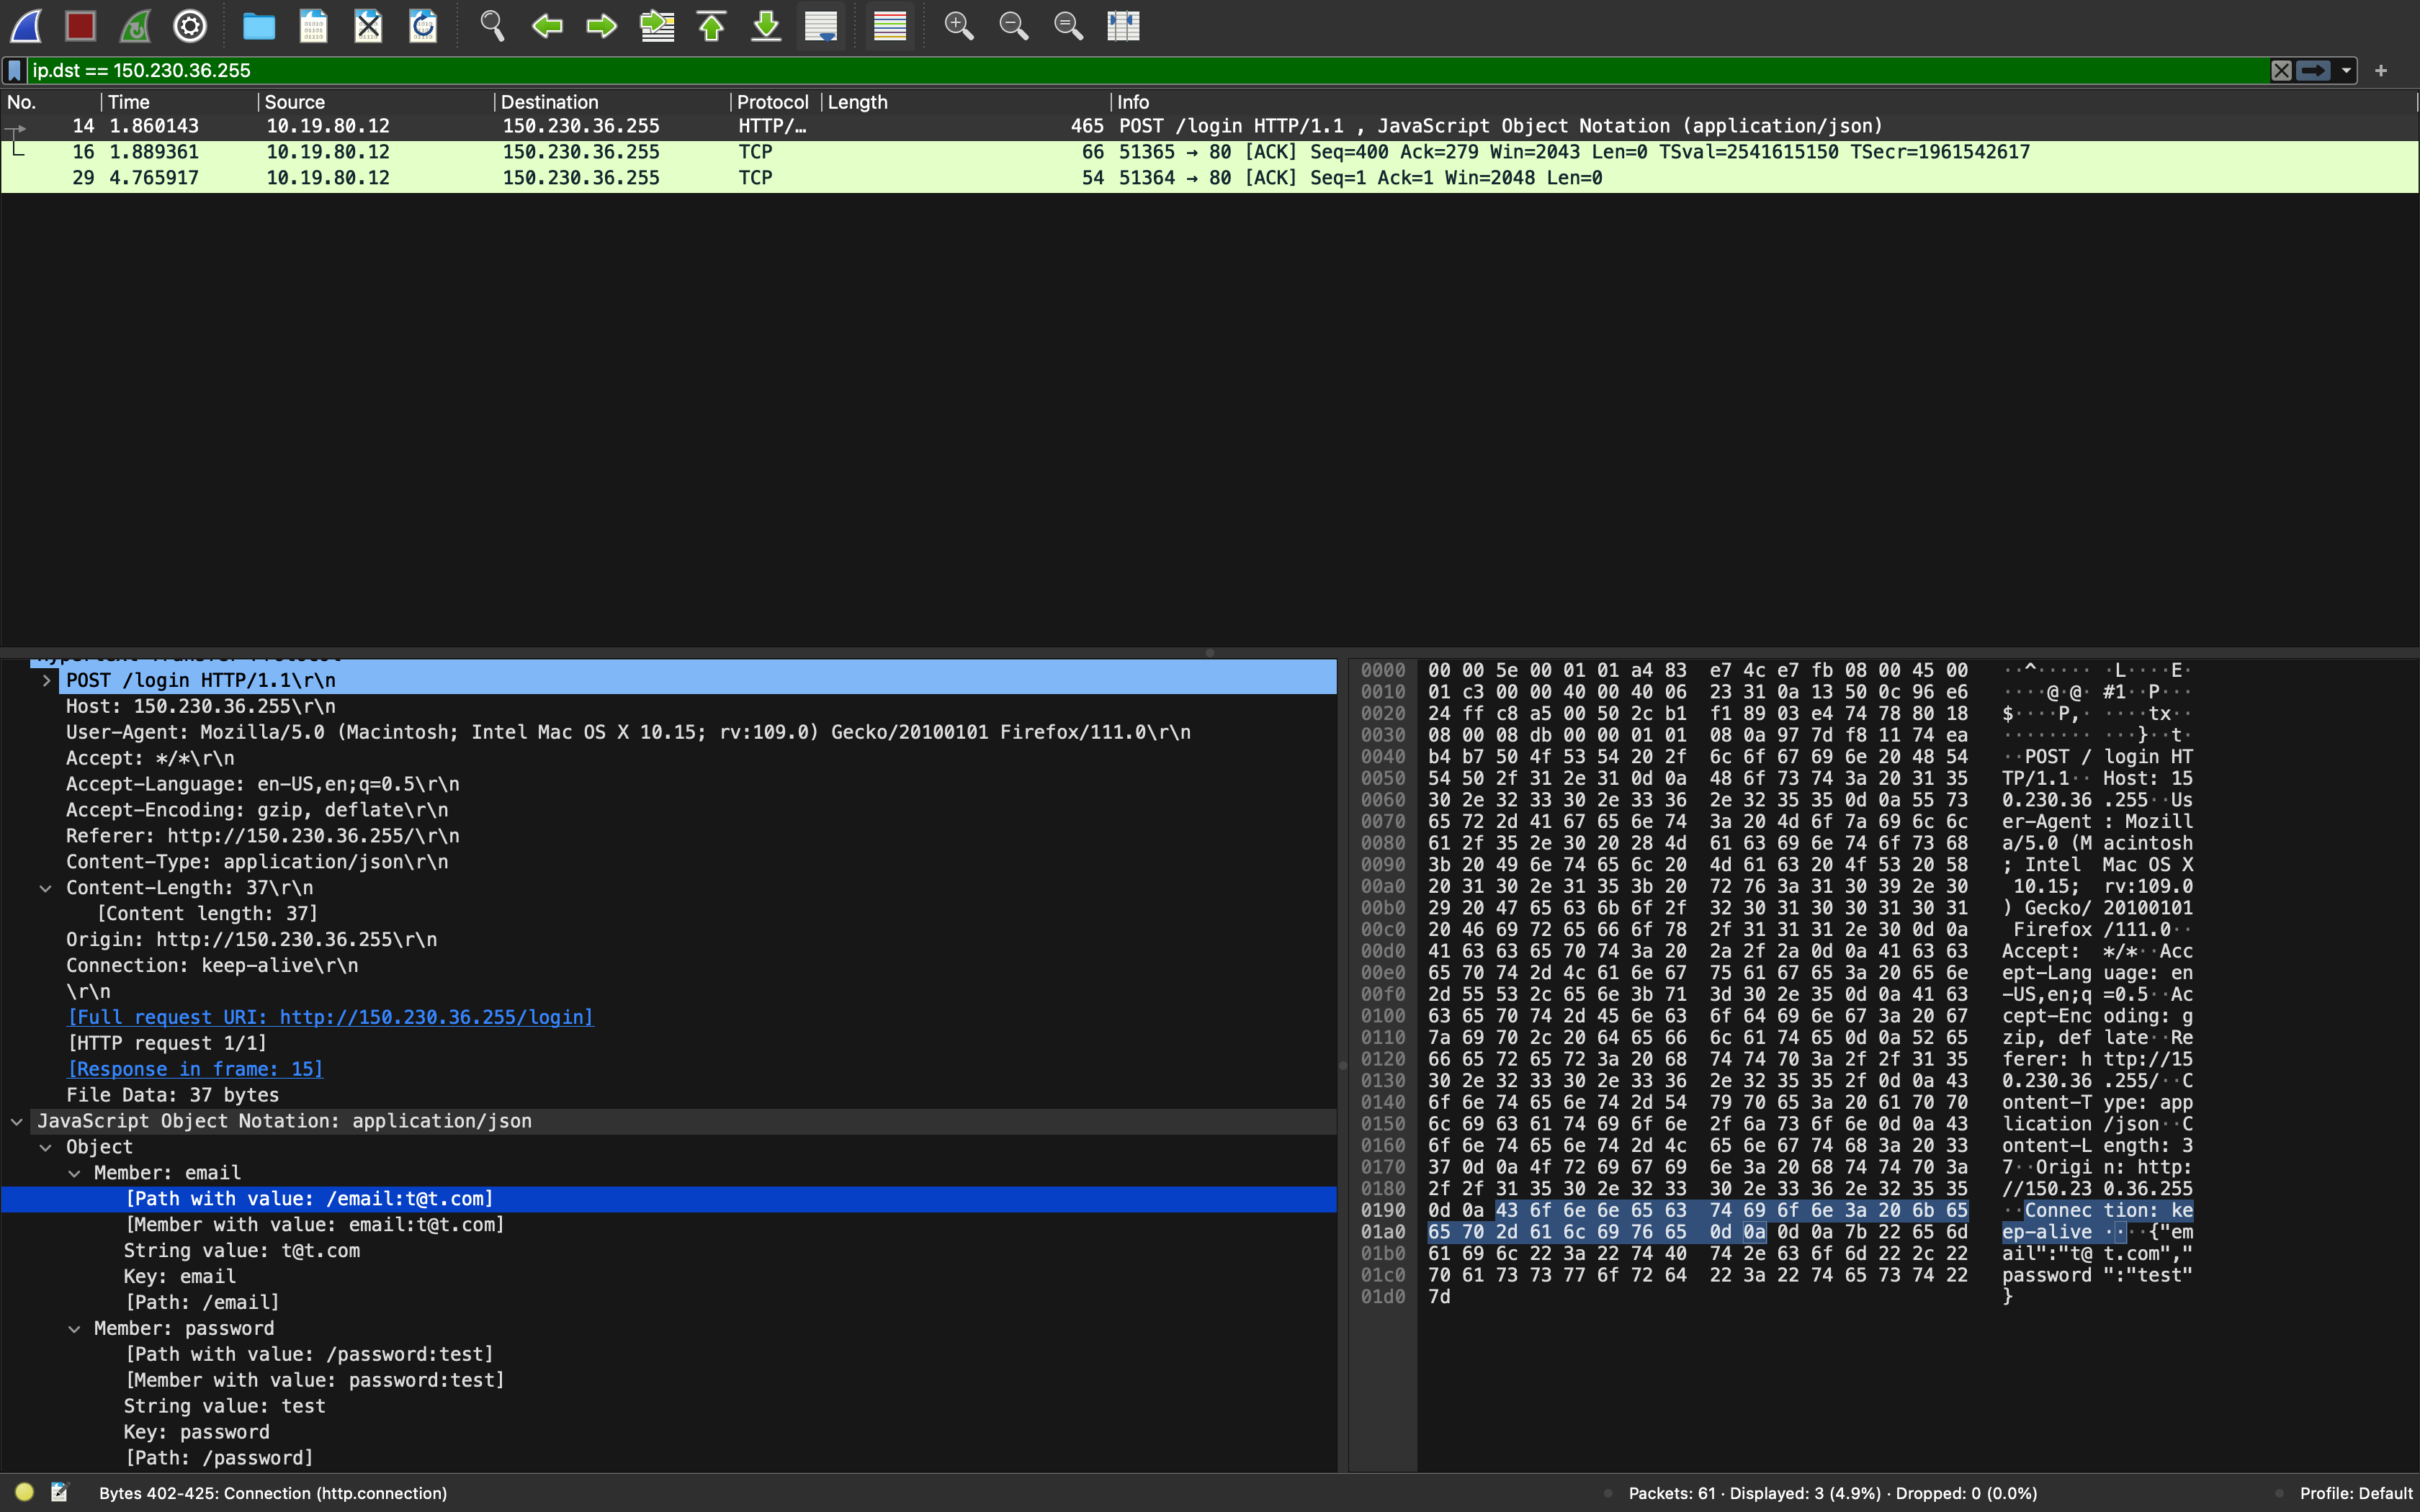 ip.dst == 150.230.36.255
No. Time Source Destination Protocol Length Info
14 1.860143 10.19.80.12 150.230.36.255 HTTP/… 465 POST /login HTTP/1.1 , JavaScript Object Notation (application/json)
16 1.889361 10.19.80.12 150.230.36.255 TCP 66 51365 → 80 [ACK] Seq=400 Ack=279 Win=2043 Len=0 TSval=2541615150 TSecr=1961542617
29 4.765917 10.19.80.12 150.230.36.255 TCP 54 51364 → 80 [ACK] Seq=1 Ack=1 Win=2048 Len=0
Hypertext Transfer Protocol
POST /login HTTP/1.1\r\n
Host: 150.230.36.255\r\n
User-Agent: Mozilla/5.0 (Macintosh; Intel Mac OS X 10.15; rv:109.0) Gecko/20100101 Firefox/111.0\r\n
Accept: */*\r\n
Accept-Language: en-US,en;q=0.5\r\n
Accept-Encoding: gzip, deflate\r\n
Referer: http://150.230.36.255/\r\n
Content-Type: application/json\r\n
Content-Length: 37\r\n
[Content length: 37]
Origin: http://150.230.36.255\r\n
Connection: keep-alive\r\n
\r\n
[Full request URI: http://150.230.36.255/login]
[HTTP request 1/1]
[Response in frame: 15]
File Data: 37 bytes
JavaScript Object Notation: application/json
Object
Member: email
[Path with value: /email:t@t.com]
[Member with value: email:t@t.com]
String value: t@t.com
Key: email
[Path: /email]
Member: password
[Path with value: /password:test]
[Member with value: password:test]
String value: test
Key: password
[Path: /password]
0000 00 00 5e 00 01 01 a4 83 e7 4c e7 fb 08 00 45 00 ··^····· ·L····E·
0010 01 c3 00 00 40 00 40 06 23 31 0a 13 50 0c 96 e6 ····@·@· #1··P···
0020 24 ff c8 a5 00 50 2c b1 f1 89 03 e4 74 78 80 18 $····P,· ····tx··
0030 08 00 08 db 00 00 01 01 08 0a 97 7d f8 11 74 ea ········ ···}··t·
0040 b4 b7 50 4f 53 54 20 2f 6c 6f 67 69 6e 20 48 54 ··POST / login HT
0050 54 50 2f 31 2e 31 0d 0a 48 6f 73 74 3a 20 31 35 TP/1.1·· Host: 15
0060 30 2e 32 33 30 2e 33 36 2e 32 35 35 0d 0a 55 73 0.230.36 .255··Us
0070 65 72 2d 41 67 65 6e 74 3a 20 4d 6f 7a 69 6c 6c er-Agent : Mozill
0080 61 2f 35 2e 30 20 28 4d 61 63 69 6e 74 6f 73 68 a/5.0 (M acintosh
0090 3b 20 49 6e 74 65 6c 20 4d 61 63 20 4f 53 20 58 ; Intel  Mac OS X
00a0 20 31 30 2e 31 35 3b 20 72 76 3a 31 30 39 2e 30 10.15;  rv:109.0
00b0 29 20 47 65 63 6b 6f 2f 32 30 31 30 30 31 30 31 ) Gecko/ 20100101
00c0 20 46 69 72 65 66 6f 78 2f 31 31 31 2e 30 0d 0a Firefox /111.0··
00d0 41 63 63 65 70 74 3a 20 2a 2f 2a 0d 0a 41 63 63 Accept:  */*··Acc
00e0 65 70 74 2d 4c 61 6e 67 75 61 67 65 3a 20 65 6e ept-Lang uage: en
00f0 2d 55 53 2c 65 6e 3b 71 3d 30 2e 35 0d 0a 41 63 -US,en;q =0.5··Ac
0100 63 65 70 74 2d 45 6e 63 6f 64 69 6e 67 3a 20 67 cept-Enc oding: g
0110 7a 69 70 2c 20 64 65 66 6c 61 74 65 0d 0a 52 65 zip, def late··Re
0120 66 65 72 65 72 3a 20 68 74 74 70 3a 2f 2f 31 35 ferer: h ttp://15
0130 30 2e 32 33 30 2e 33 36 2e 32 35 35 2f 0d 0a 43 0.230.36 .255/··C
0140 6f 6e 74 65 6e 74 2d 54 79 70 65 3a 20 61 70 70 ontent-T ype: app
0150 6c 69 63 61 74 69 6f 6e 2f 6a 73 6f 6e 0d 0a 43 lication /json··C
0160 6f 6e 74 65 6e 74 2d 4c 65 6e 67 74 68 3a 20 33 ontent-L ength: 3
0170 37 0d 0a 4f 72 69 67 69 6e 3a 20 68 74 74 70 3a 7··Origi n: http:
0180 2f 2f 31 35 30 2e 32 33 30 2e 33 36 2e 32 35 35 //150.23 0.36.255
0190 0d 0a 43 6f 6e 6e 65 63 74 69 6f 6e 3a 20 6b 65 ··Connec tion: ke
01a0 65 70 2d 61 6c 69 76 65 0d 0a 0d 0a 7b 22 65 6d ep-alive ····{"em
01b0 61 69 6c 22 3a 22 74 40 74 2e 63 6f 6d 22 2c 22 ail":"t@ t.com","
01c0 70 61 73 73 77 6f 72 64 22 3a 22 74 65 73 74 22 password ":"test"
01d0 7d }
Bytes 402-425: Connection (http.connection) Packets: 61 · Displayed: 3 (4.9%) · Dropped: 0 (0.0%) Profile: Default